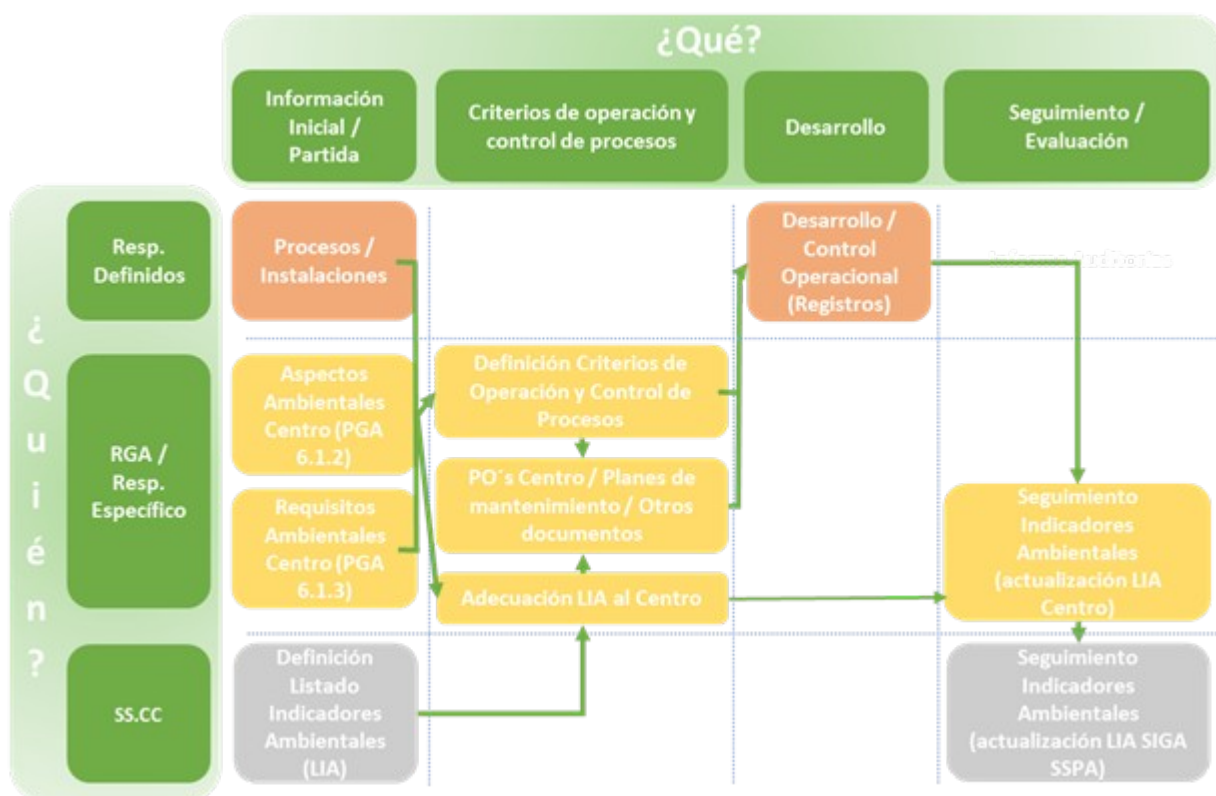 ¿Qué?
Información
Inicial /
Partida
Criterios de operación y
control de procesos
Desarrollo
Seguimiento /
Evaluación
¿Quién?
Resp.
Definidos
Procesos /
Instalaciones
Desarrollo /
Control
Operacional
(Registros)
RGA /
Resp.
Específico
Aspectos
Ambientales
Centro (PGA
6.1.2)
Definición Criterios de
Operación y Control de
Procesos
PO´s Centro / Planes de
mantenimiento / Otros
documentos
Requisitos
Ambientales
Centro (PGA
6.1.3)
Adecuación LIA al Centro
Seguimiento
Indicadores
Ambientales
(actualización LIA
Centro)
SS.CC
Definición
Listado
Indicadores
Ambientales
(LIA)
Seguimiento
Indicadores
Ambientales
(actualización LIA SIGA
SSPA)